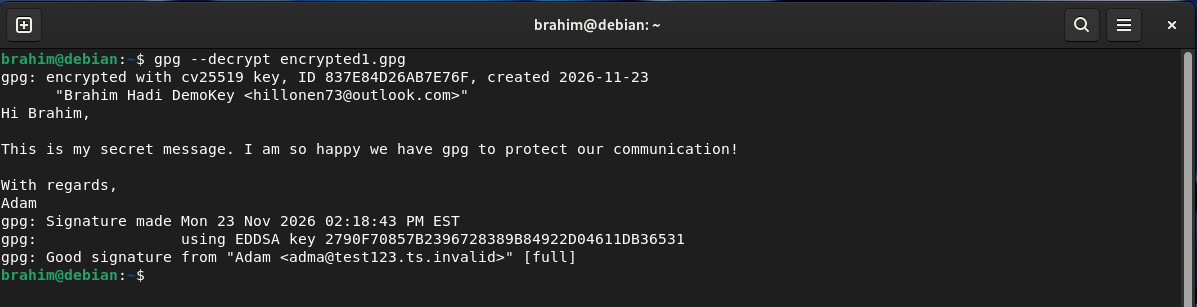 brahim@debian: ~
brahim@debian:~$ gpg --decrypt encrypted1.gpg
gpg: encrypted with cv25519 key, ID 837E84D26AB7E76F, created 2026-11-23
      "Brahim Hadi DemoKey <hillonen73@outlook.com>"
Hi Brahim,

This is my secret message. I am so happy we have gpg to protect our communication!

With regards,
Adam
gpg: Signature made Mon 23 Nov 2026 02:18:43 PM EST
gpg:                using EDDSA key 2790F70857B2396728389B84922D04611DB36531
gpg: Good signature from "Adam <adma@test123.ts.invalid>" [full]
brahim@debian:~$